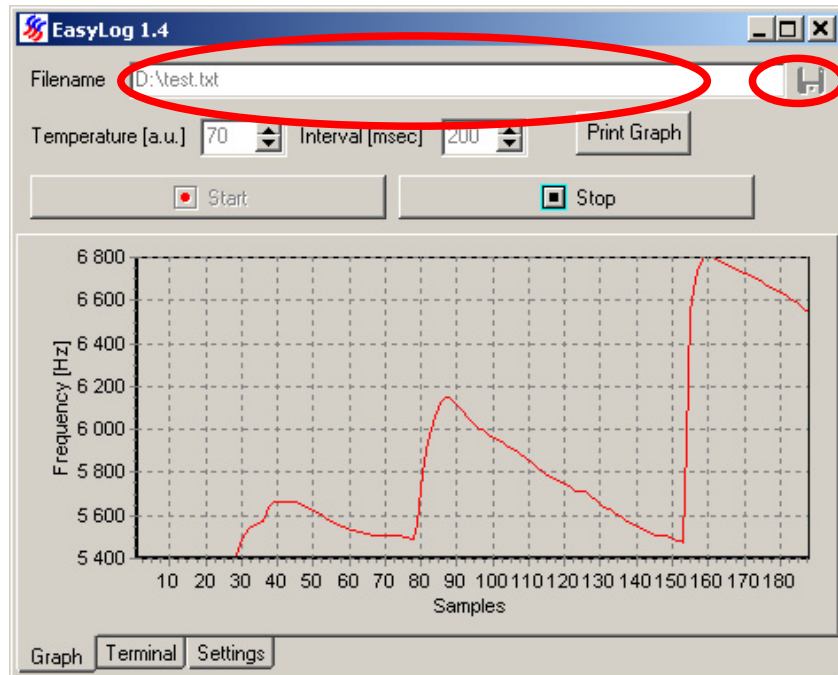 EasyLog 1.4
Filename D:\test.txt
Temperature [a.u.] 70 Interval [msec] 200 Print Graph
Start Stop
6 800
6 600
6 400
6 200
6 000
5 800
5 600
5 400
Frequency [Hz]
10 20 30 40 50 60 70 80 90 100 110 120 130 140 150 160 170 180
Samples
Graph Terminal Settings